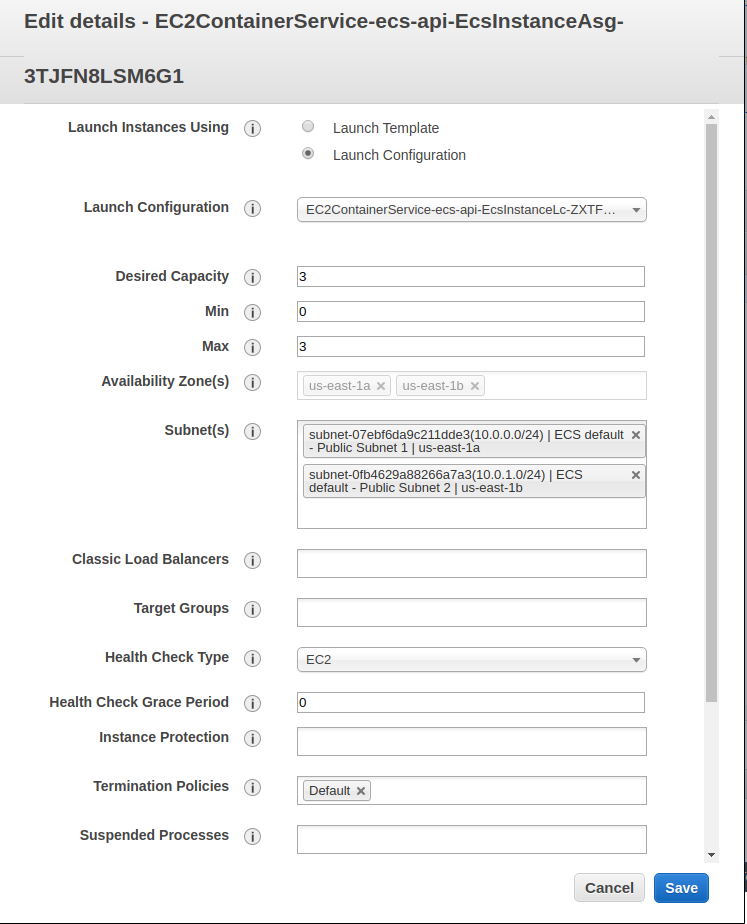 Edit details - EC2ContainerService-ecs-api-EcsInstanceAsg-
3TJFN8LSM6G1
Launch Instances Using
Launch Template
Launch Configuration
Launch Configuration
EC2ContainerService-ecs-api-EcsInstanceLc-ZXTF…
Desired Capacity
3
Min
0
Max
3
Availability Zone(s)
us-east-1a × us-east-1b ×
Subnet(s)
subnet-07ebf6da9c211dde3(10.0.0.0/24) | ECS default ×
- Public Subnet 1 | us-east-1a
subnet-0fb4629a88266a7a3(10.0.1.0/24) | ECS ×
default - Public Subnet 2 | us-east-1b
Classic Load Balancers
Target Groups
Health Check Type
EC2
Health Check Grace Period
0
Instance Protection
Termination Policies
Default ×
Suspended Processes
Cancel
Save